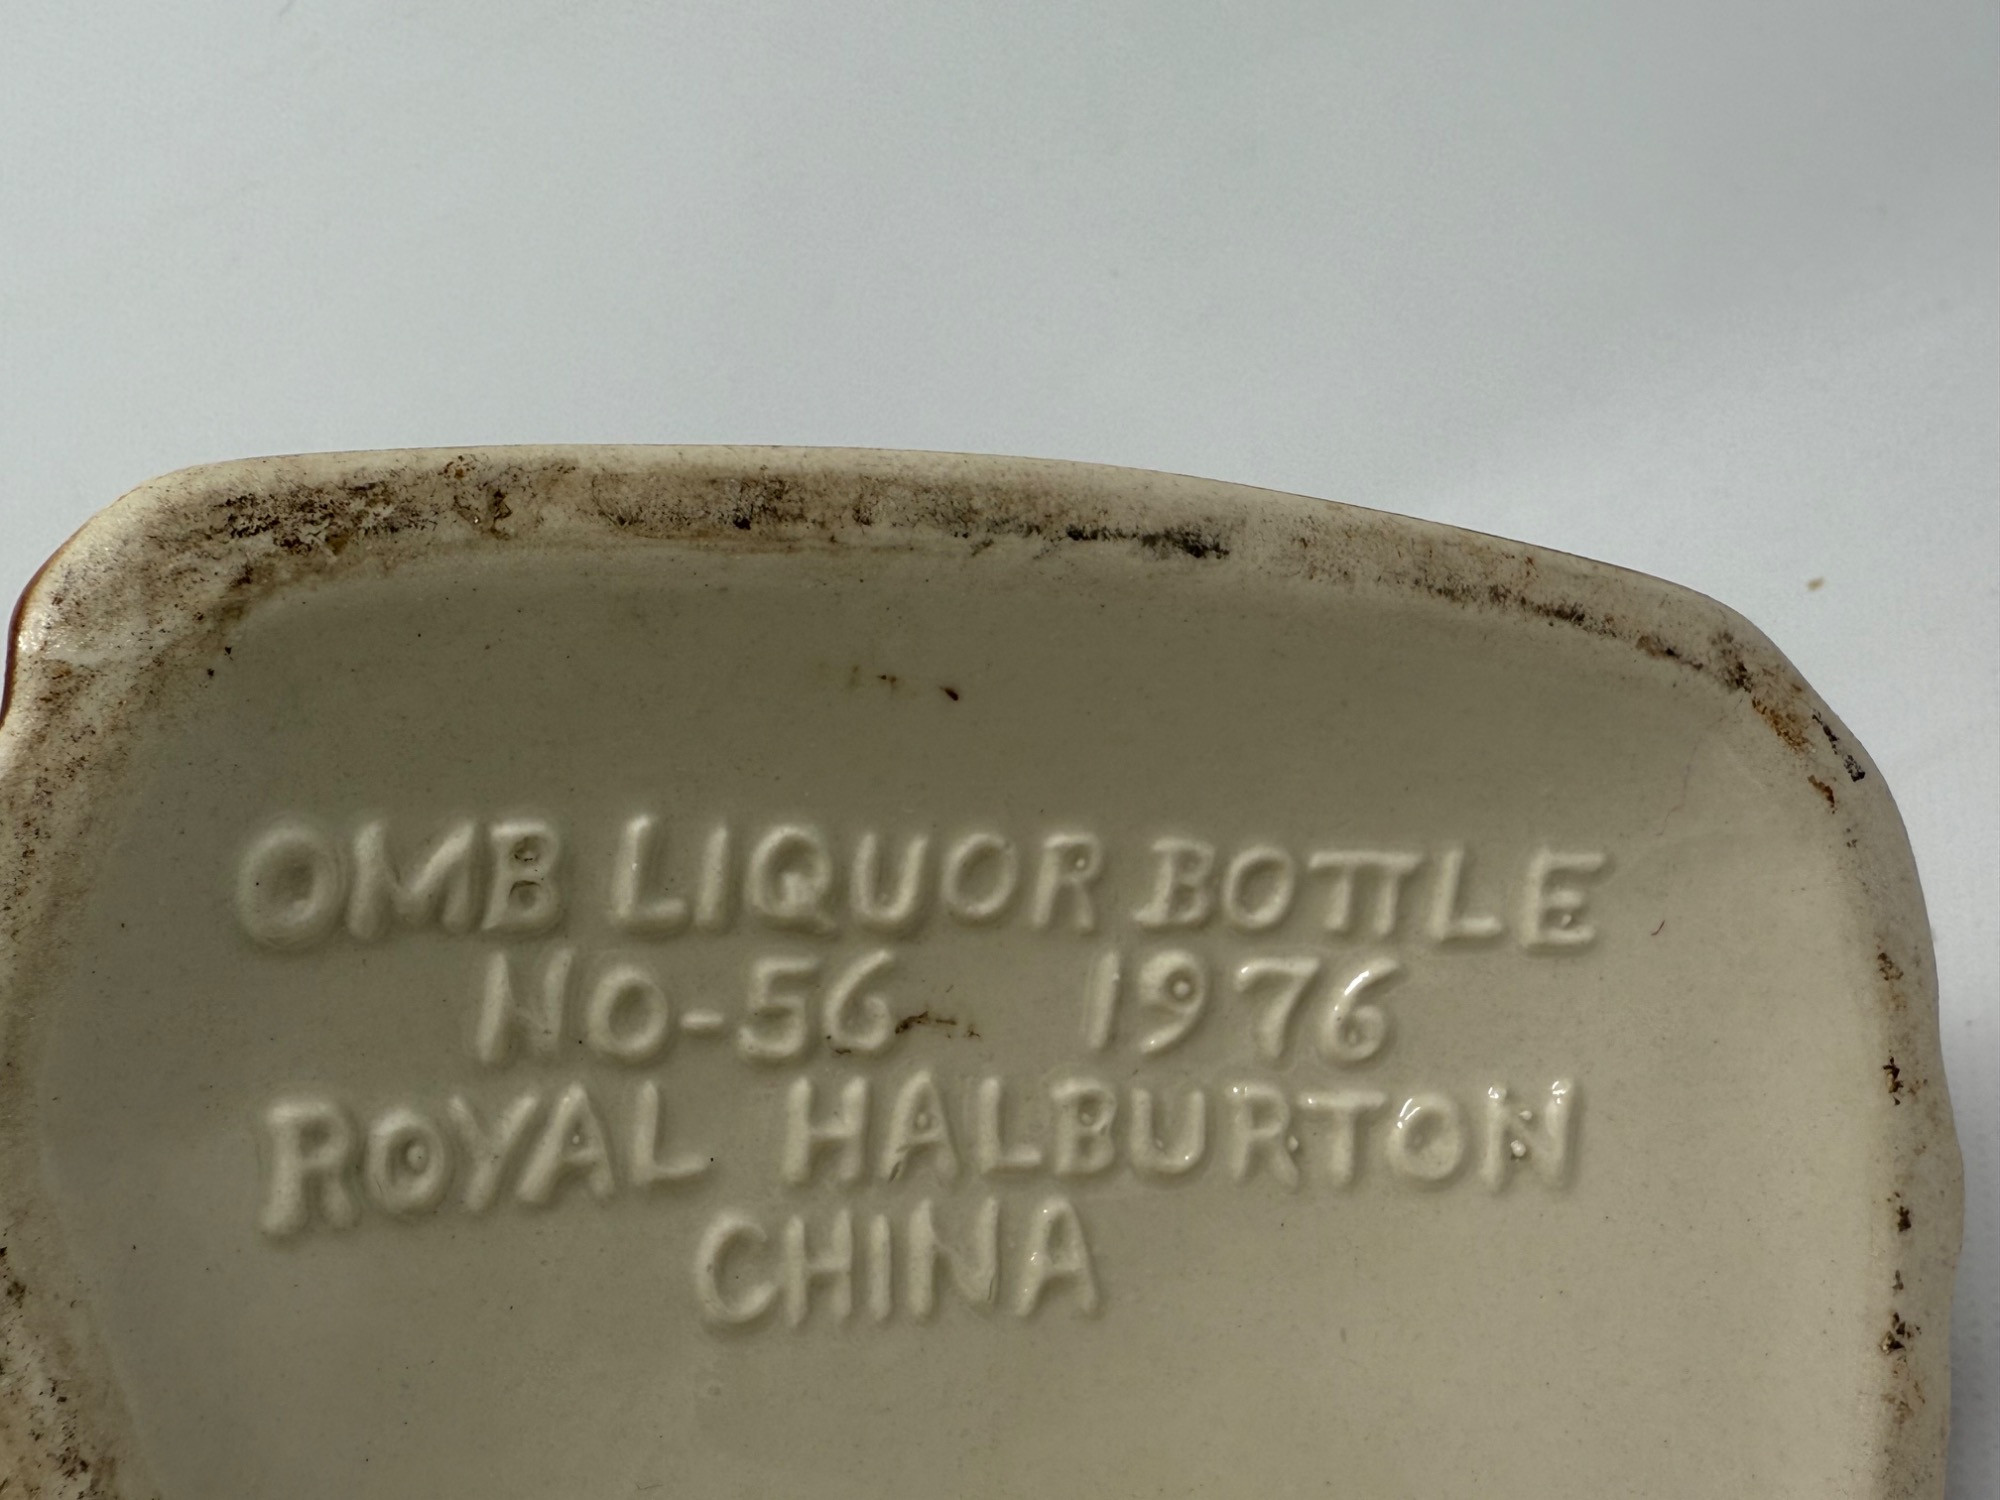 OMB LIQUOR BOTTLE
NO-56 1976
ROYAL HALBURTON
CHINA